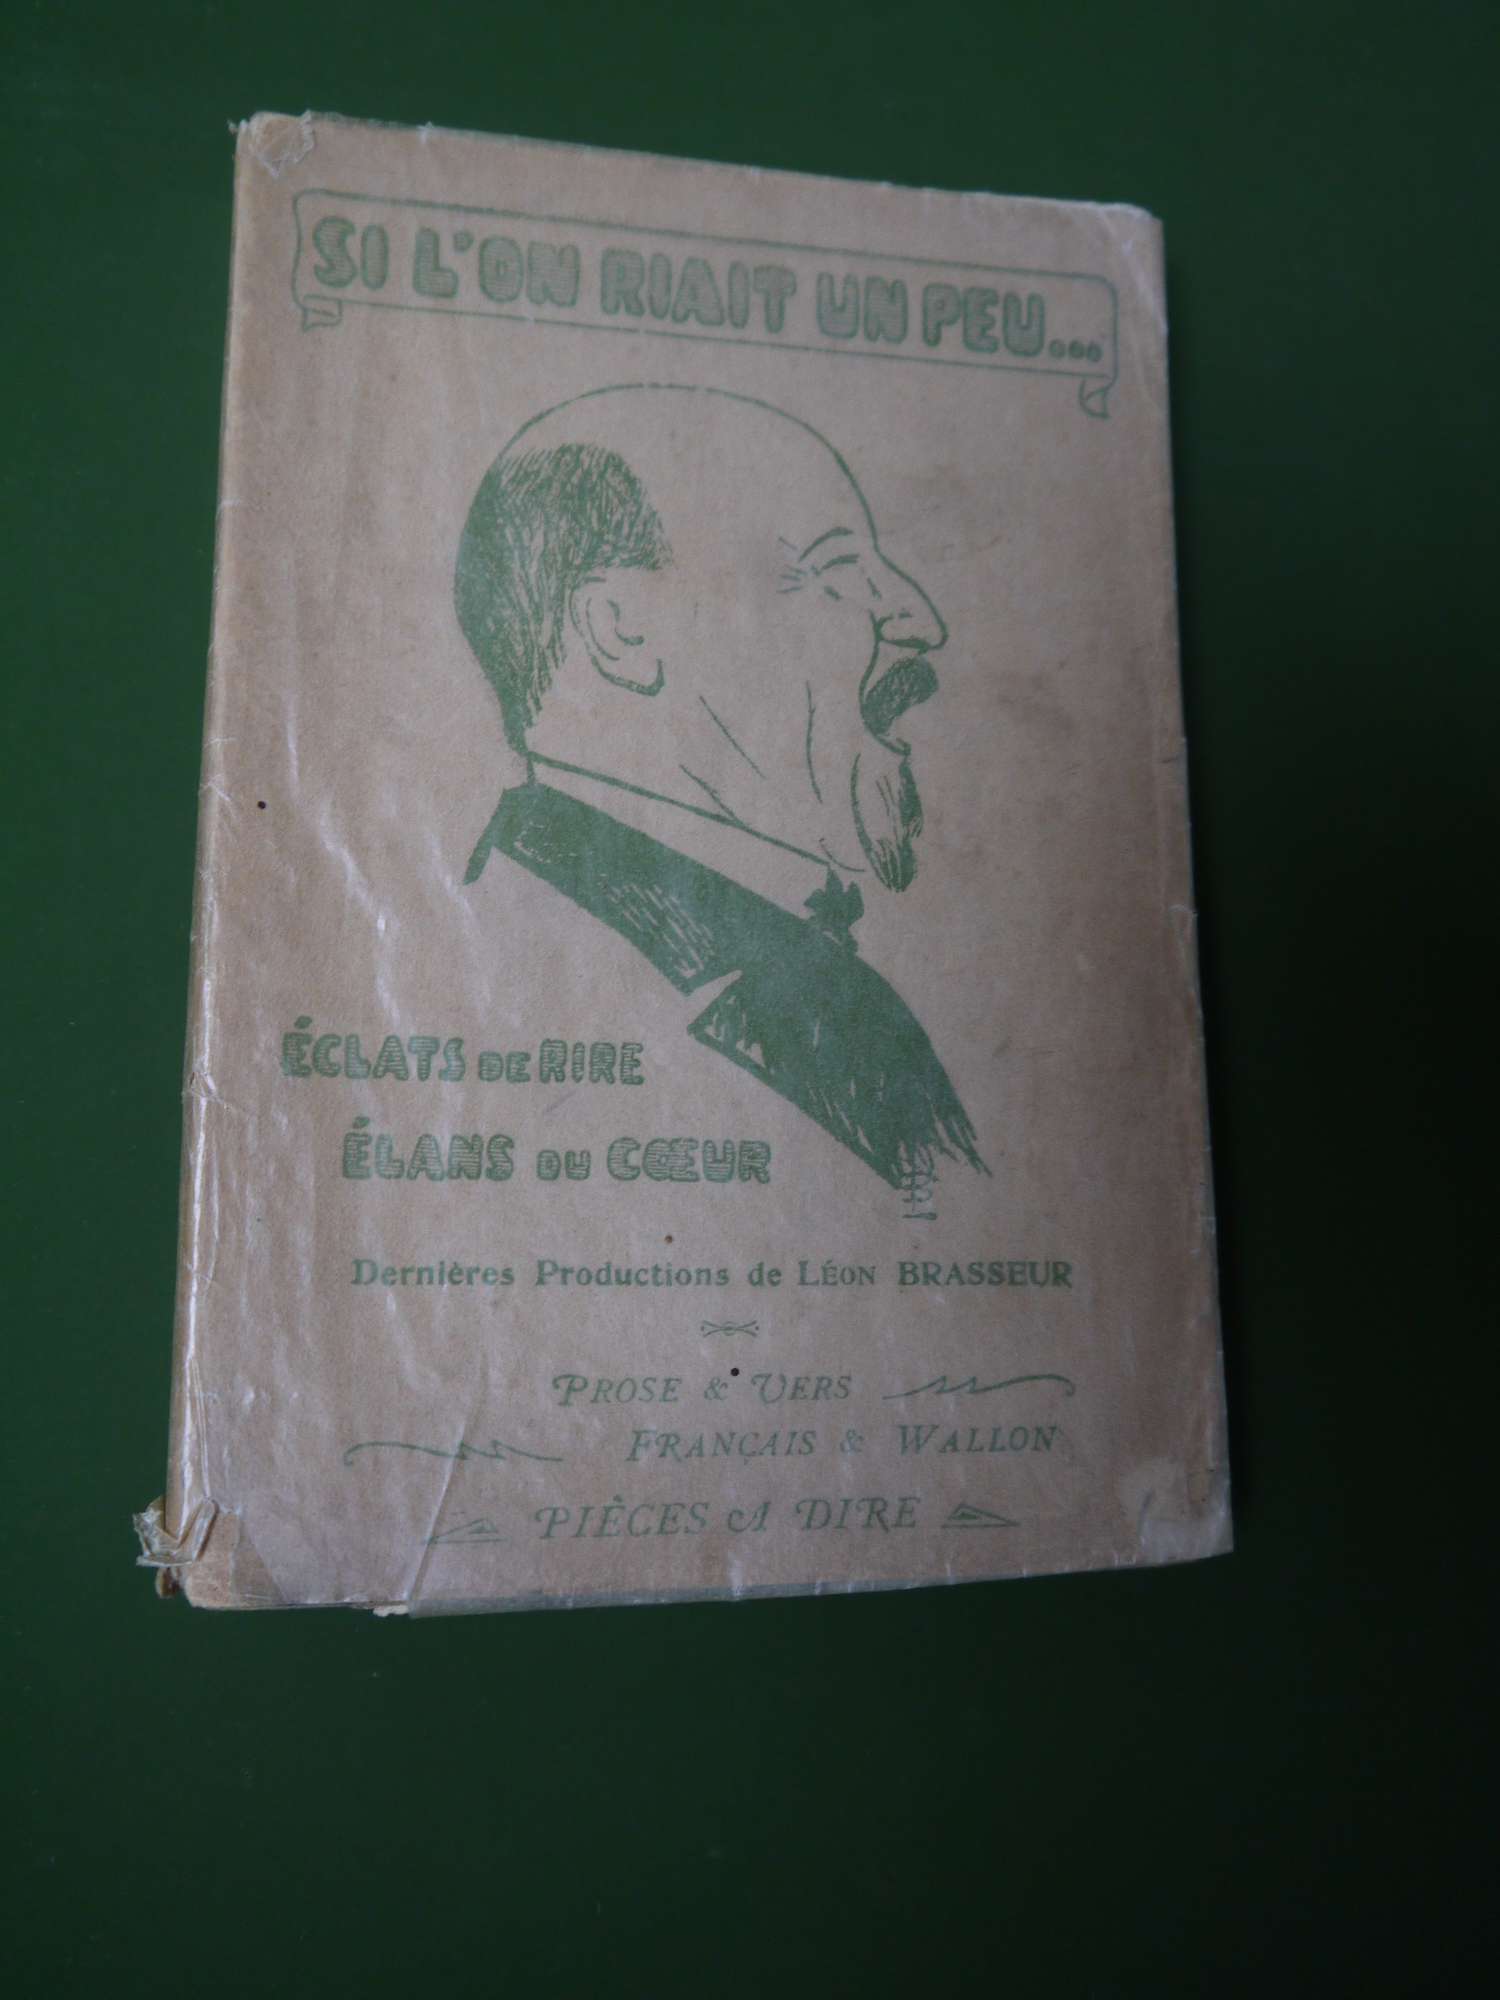 SI L'ON RIAIT UN PEU...
ÉCLATS DE RIRE
ÉLANS DU CŒUR
Dernières Productions de LÉON BRASSEUR
PROSE & VERS
FRANÇAIS & WALLON
PIÈCES A DIRE